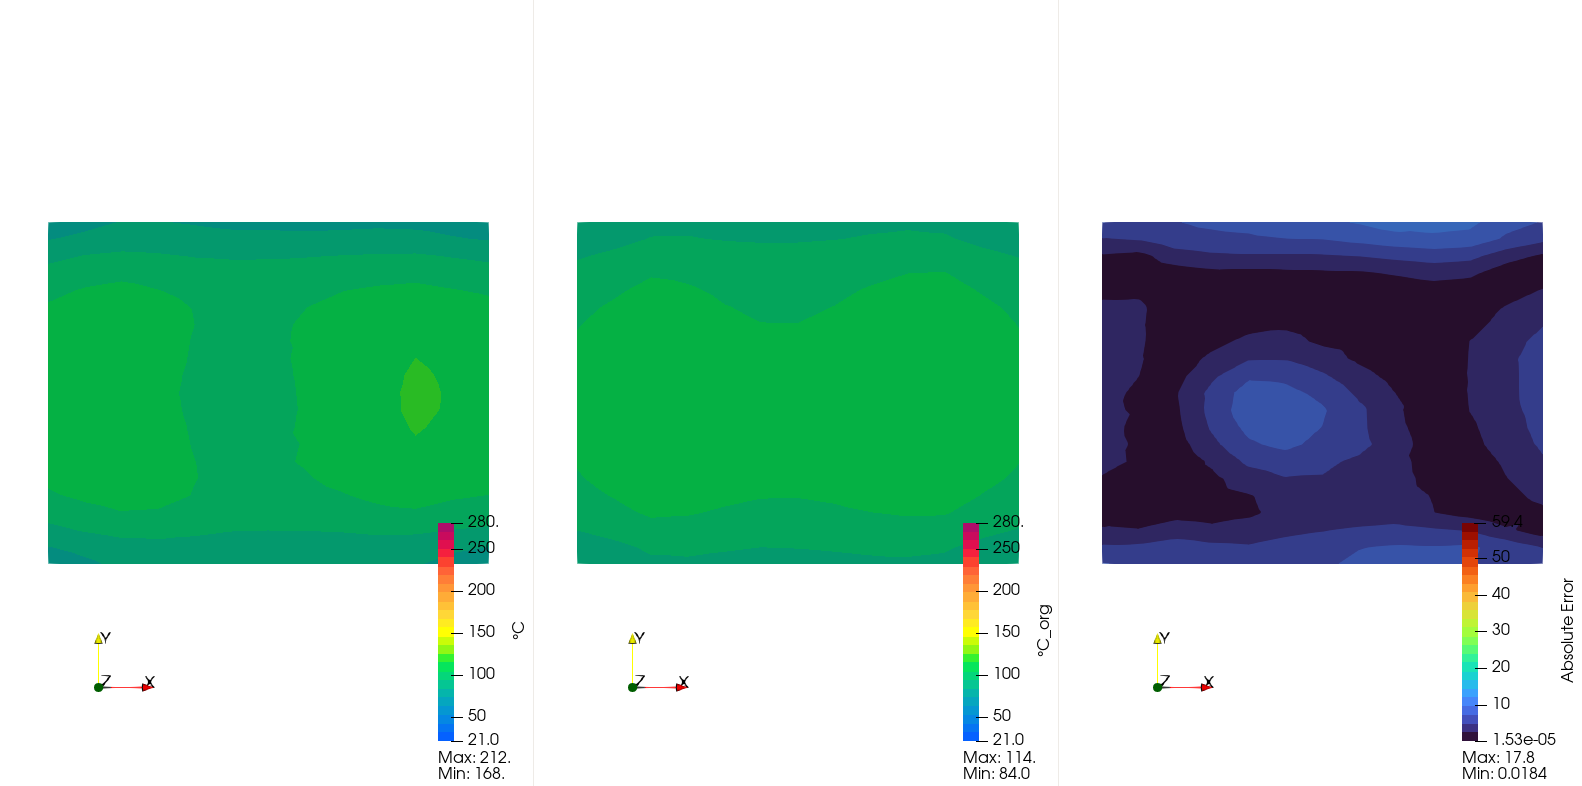 280.
250
200
150
100
50
21.0
°C
Max: 212.
Min: 168.
Y
Z
X
280.
250
200
150
100
50
21.0
°C_org
Max: 114.
Min: 84.0
Y
Z
X
59.4
50
40
30
20
10
1.53e-05
Absolute Error
Max: 17.8
Min: 0.0184
Y
Z
X